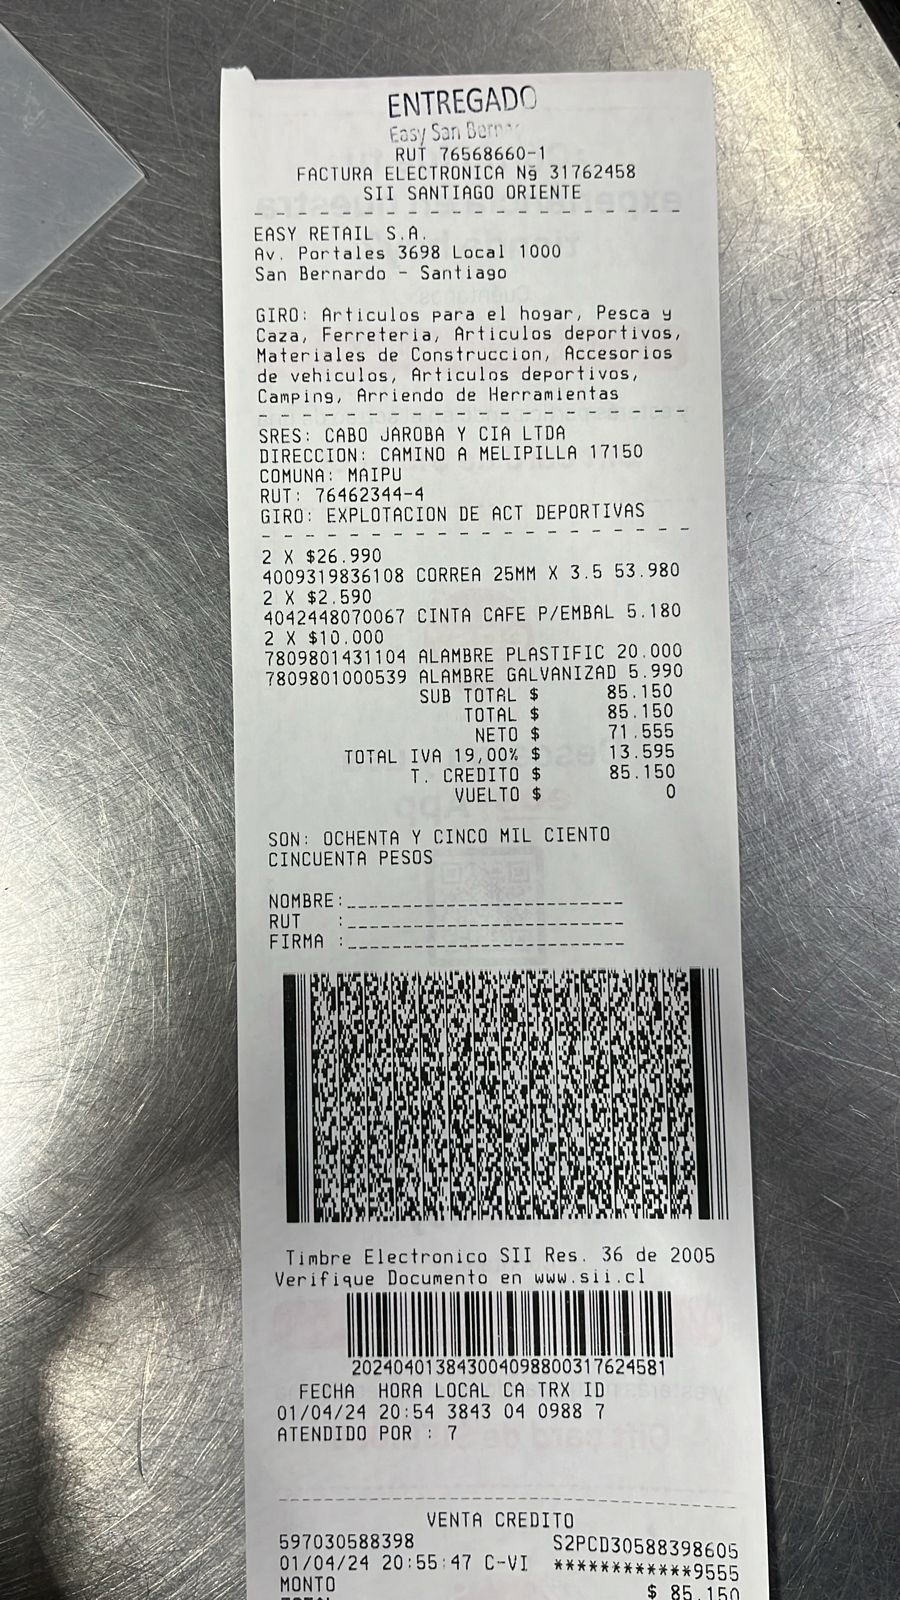 ENTREGADO
Easy San Berna
RUT 76568660-1
FACTURA ELECTRONICA Nº 31762458
SII SANTIAGO ORIENTE
EASY RETAIL S.A.
Av. Portales 3698 Local 1000
San Bernardo - Santiago
GIRO: Articulos para el hogar, Pesca y
Caza, Ferreteria, Articulos deportivos,
Materiales de Construccion, Accesorios
de vehiculos, Articulos deportivos,
Camping, Arriendo de Herramientas
SRES: CABO JAROBA Y CIA LTDA
DIRECCION: CAMINO A MELIPILLA 17150
COMUNA: MAIPU
RUT: 76462344-4
GIRO: EXPLOTACION DE ACT DEPORTIVAS
2 X $26.990
4009319836108 CORREA 25MM X 3.5 53.980
2 X $2.590
4042448070067 CINTA CAFE P/EMBAL 5.180
2 X $10.000
7809801431104 ALAMBRE PLASTIFIC 20.000
7809801000539 ALAMBRE GALVANIZAD 5.990
SUB TOTAL $ 85.150
TOTAL $ 85.150
NETO $ 71.555
TOTAL IVA 19,00% $ 13.595
T. CREDITO $ 85.150
VUELTO $ 0
SON: OCHENTA Y CINCO MIL CIENTO
CINCUENTA PESOS
NOMBRE:
RUT :
FIRMA :
Timbre Electronico SII Res. 36 de 2005
Verifique Documento en www.sii.cl
2024040138430040988003176245​81
FECHA HORA LOCAL CA TRX ID
01/04/24 20:54 3843 04 0988 7
ATENDIDO POR : 7
VENTA CREDITO
597030588398 S2PCD30588398605
01/04/24 20:55:47 C-VI ************9555
MONTO $ 85.150